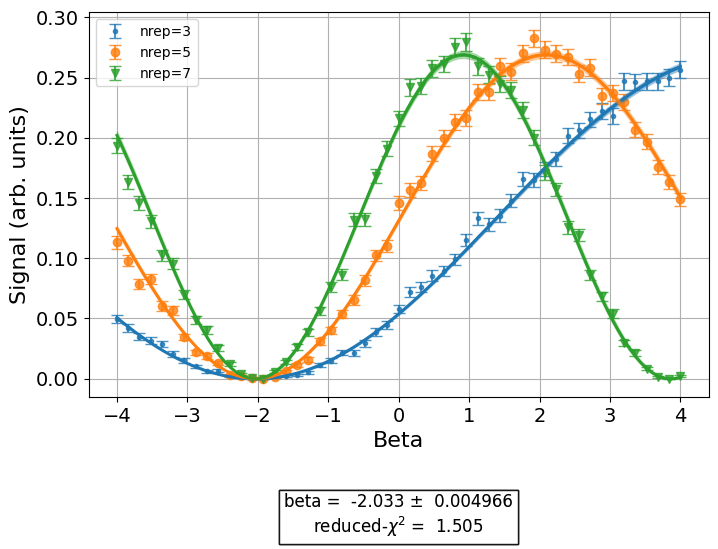 0.30
0.25
0.20
0.15
0.10
0.05
0.00
Signal (arb. units)
nrep=3
nrep=5
nrep=7
−4 −3 −2 −1 0 1 2 3 4
Beta
beta = -2.033 ± 0.004966
reduced-χ² = 1.505